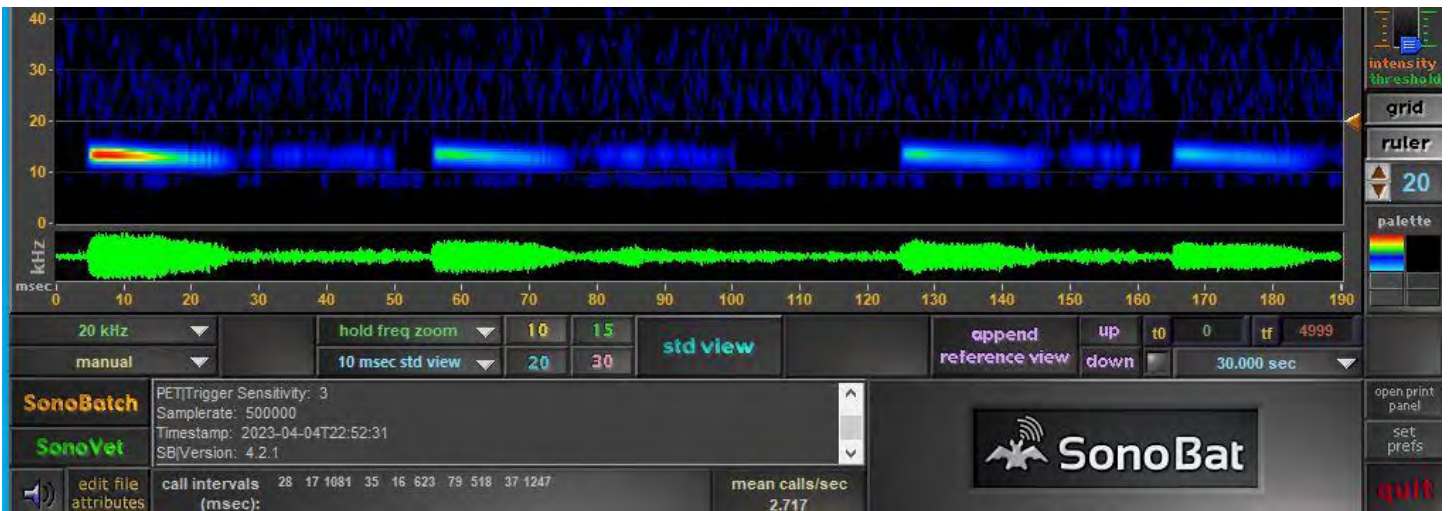 40
30
20
10
0
kHz
msec
0 10 20 30 40 50 60 70 80 90 100 110 120 130 140 150 160 170 180 190
intensity
threshold
grid
ruler
20
palette
20 kHz
hold freq zoom
10 15
std view
append
reference view
up
t0 0 tf 4999
manual
10 msec std view
20 30
down
30.000 sec
SonoBatch
SonoVet
PET|Trigger Sensitivity: 3
Samplerate: 500000
Timestamp: 2023-04-04T22:52:31
SB|Version: 4.2.1
SonoBat
open print
panel
set
prefs
quit
edit file
attributes
call intervals 28 17 1081 35 16 623 79 518 37 1247
(msec):
mean calls/sec
2.717